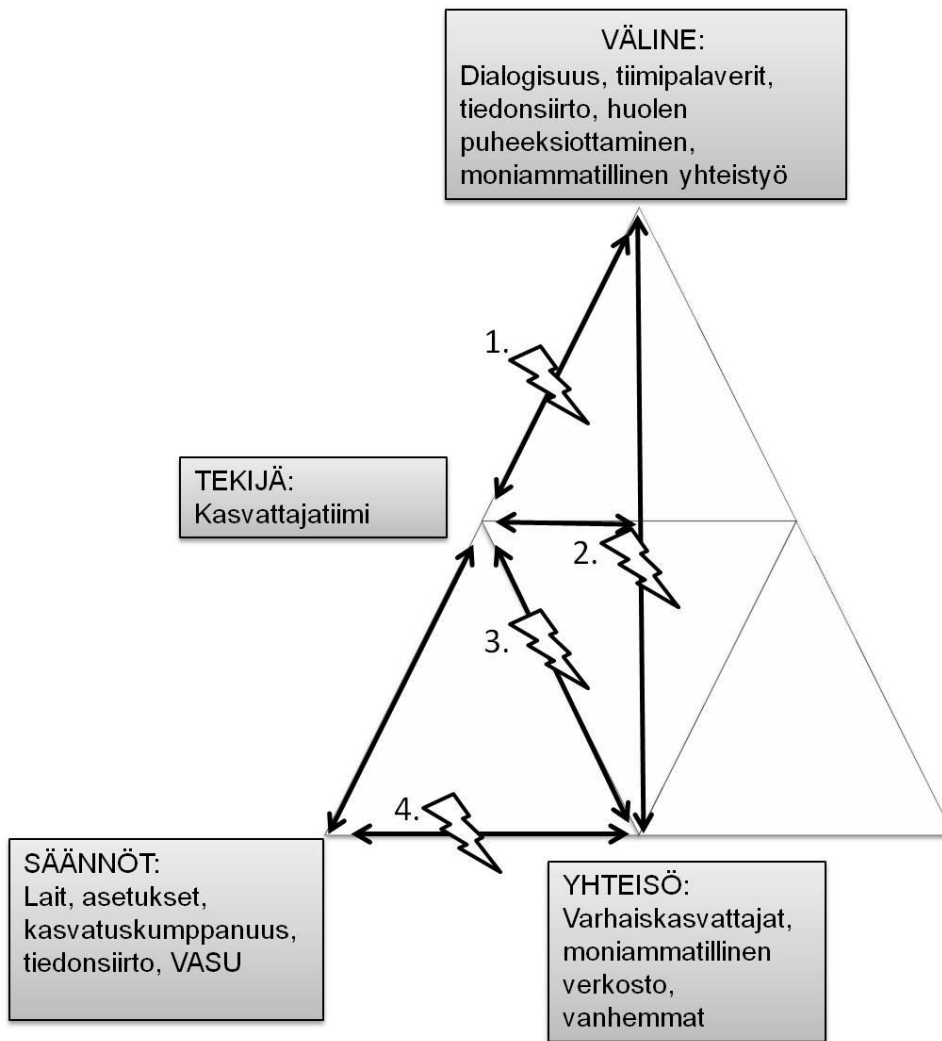 VÄLINE:
Dialogisuus, tiimipalaverit,
tiedonsiirto, huolen
puheeksiottaminen,
moniammatillinen yhteistyö
1.
TEKIJÄ:
Kasvattajatiimi
2.
3.
4.
SÄÄNNÖT:
Lait, asetukset,
kasvatuskumppanuus,
tiedonsiirto, VASU
YHTEISÖ:
Varhaiskasvattajat,
moniammatillinen
verkosto,
vanhemmat